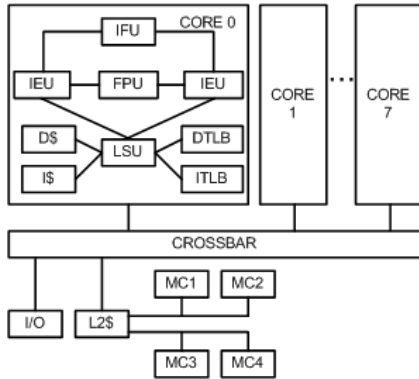 CORE 0
IFU
IEU
FPU
IEU
D$
LSU
DTLB
I$
ITLB
CORE
1
...
CORE
7
CROSSBAR
I/O
L2$
MC1
MC2
MC3
MC4